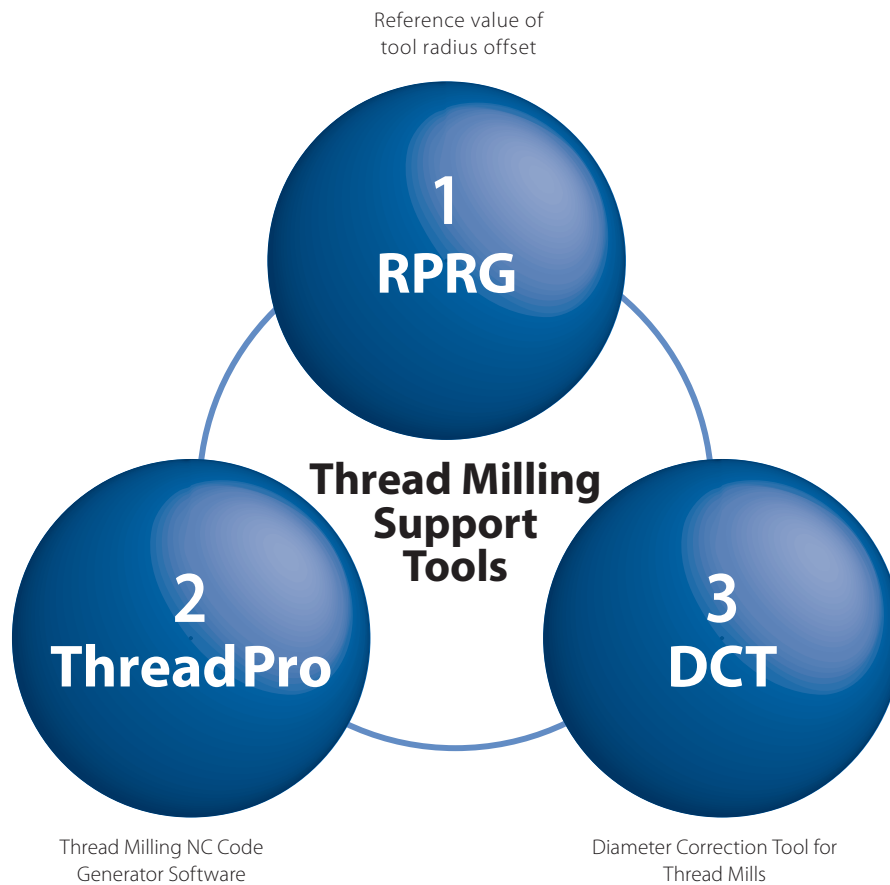 Reference value of
tool radius offset
1
RPRG
Thread Milling
Support
Tools
2
ThreadPro
3
DCT
Thread Milling NC Code
Generator Software
Diameter Correction Tool for
Thread Mills